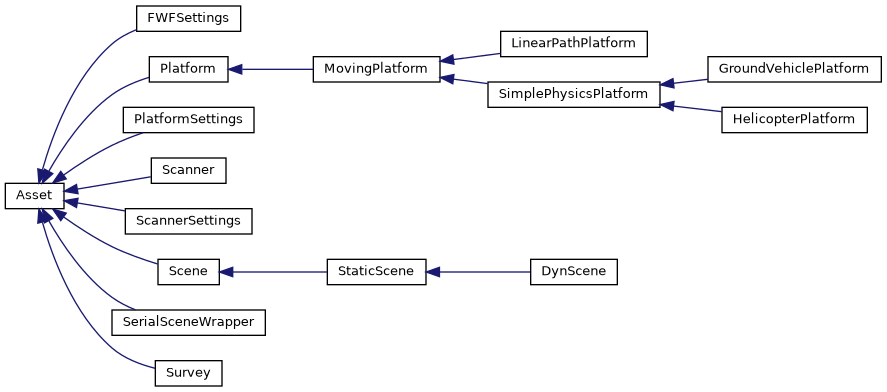 FWFSettings
LinearPathPlatform
Platform
MovingPlatform
GroundVehiclePlatform
SimplePhysicsPlatform
PlatformSettings
HelicopterPlatform
Scanner
Asset
ScannerSettings
Scene
StaticScene
DynScene
SerialSceneWrapper
Survey